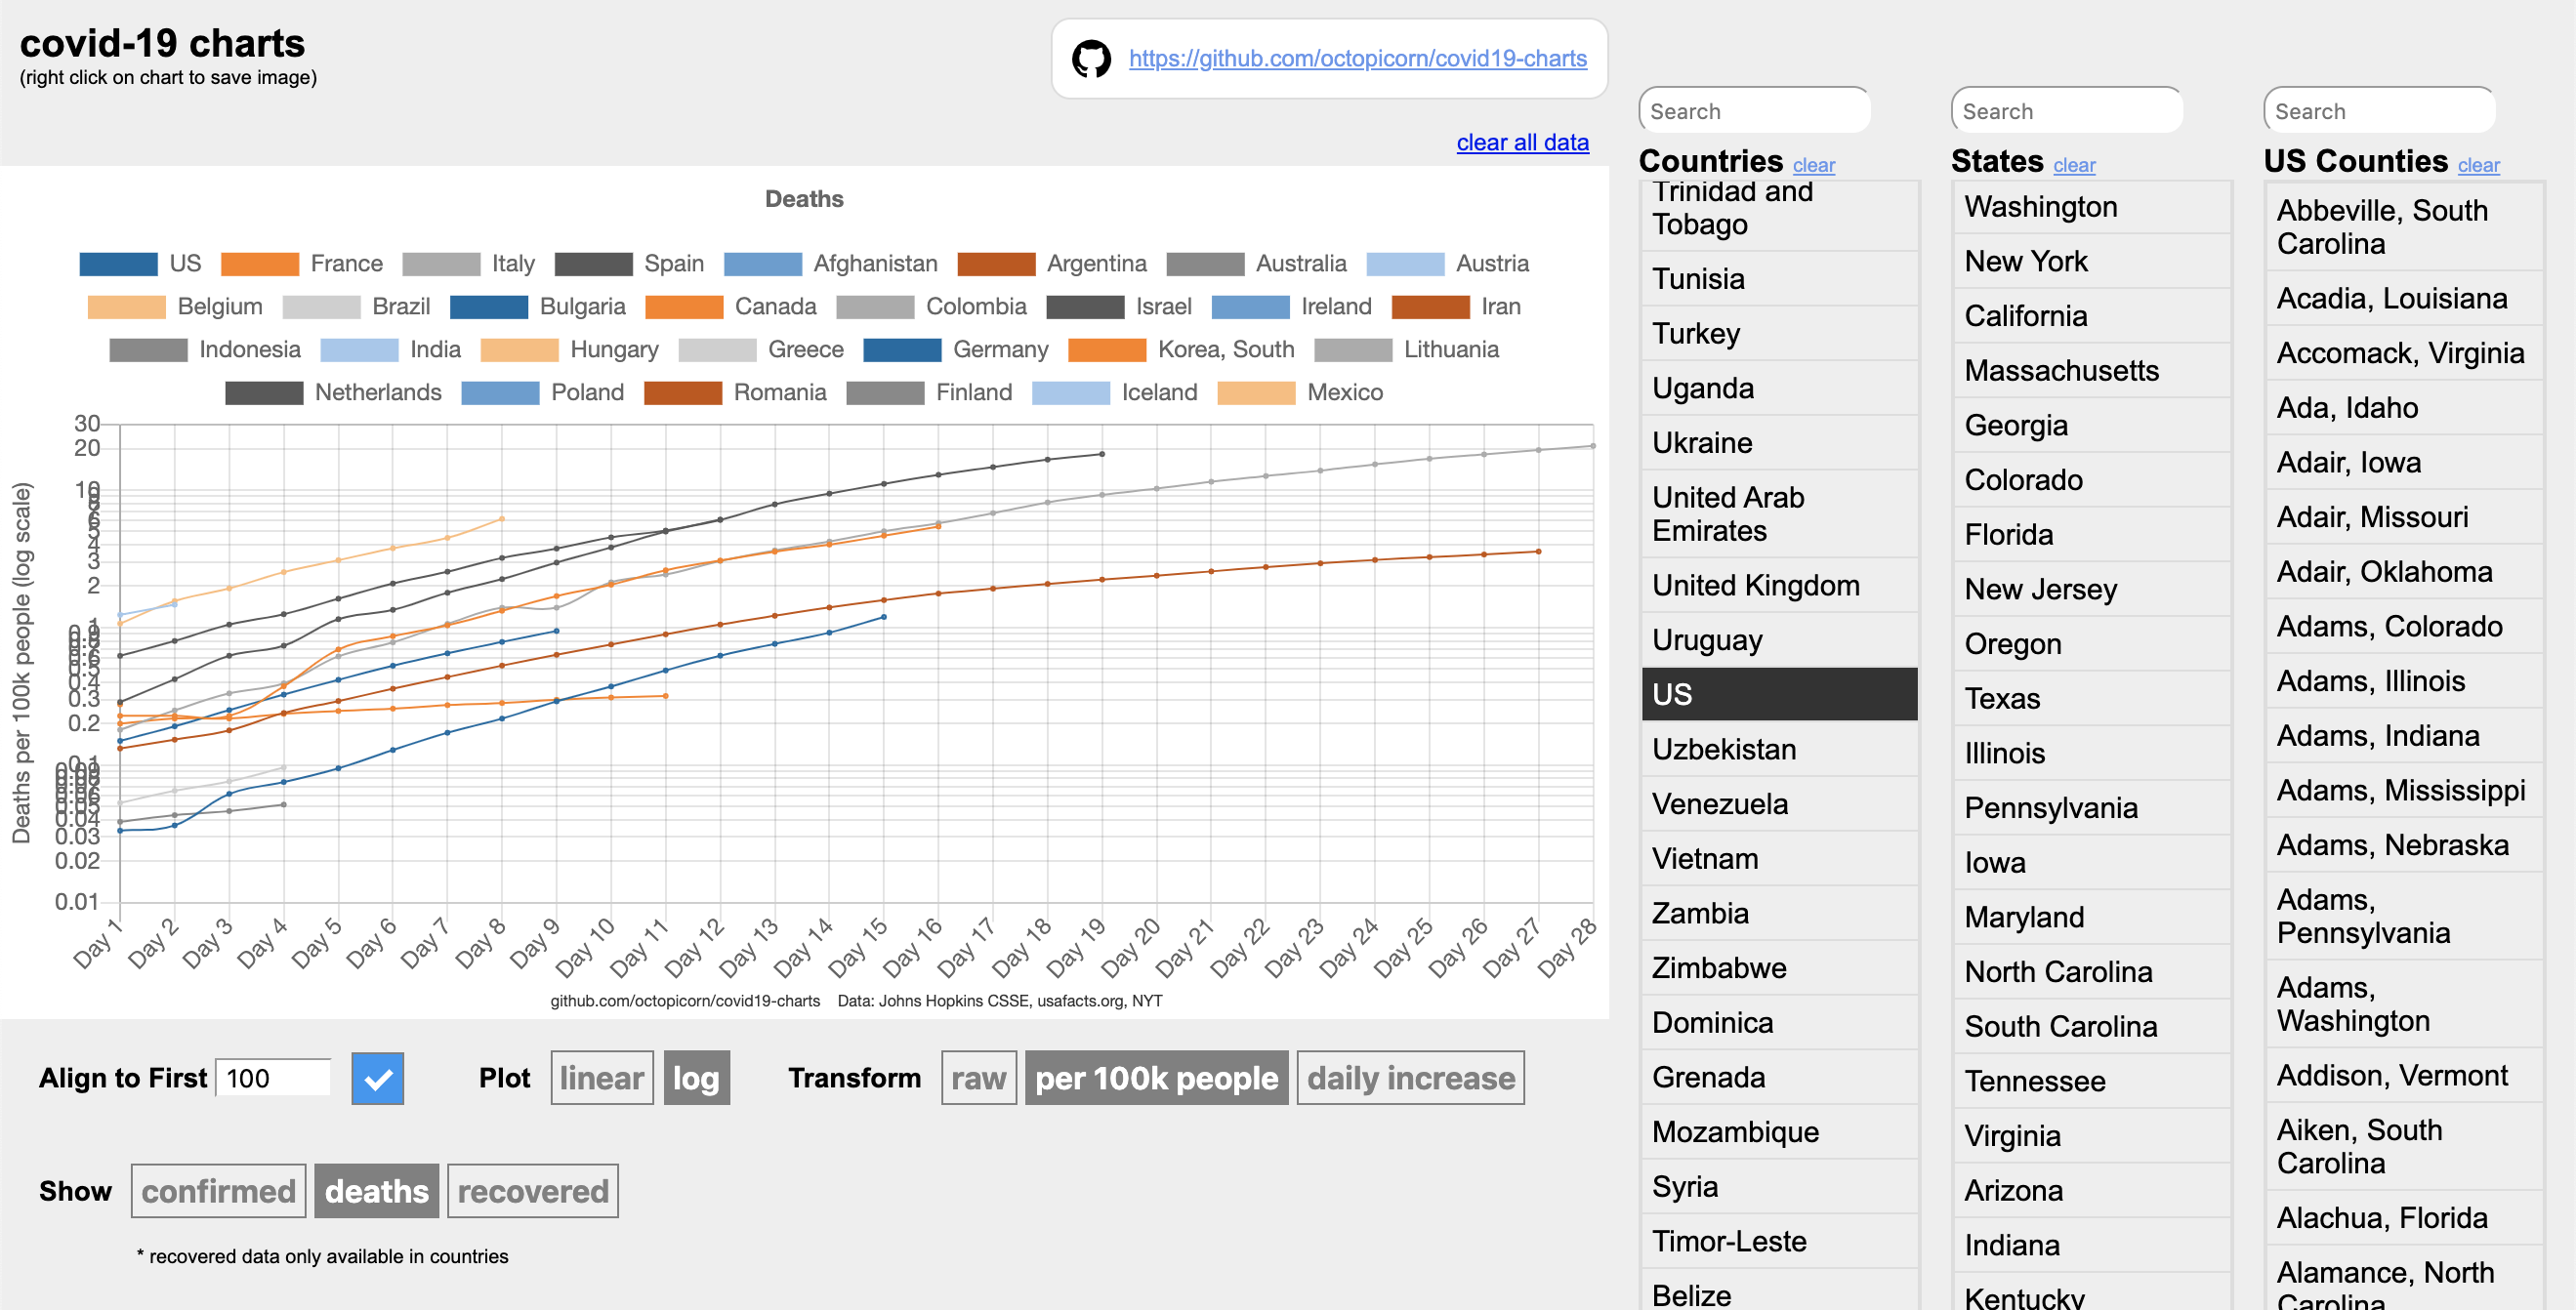 covid-19 charts
(right click on chart to save image)
https://github.com/octopicorn/covid19-charts
clear all data
Deaths
US France Italy Spain Afghanistan Argentina Australia Austria
Belgium Brazil Bulgaria Canada Colombia Israel Ireland Iran
Indonesia India Hungary Greece Germany Korea, South Lithuania
Netherlands Poland Romania Finland Iceland Mexico
Deaths per 100k people (log scale)
30
20
10
6
5
4
3
2
1
0.5
0.4
0.3
0.2
0.1
0.05
0.04
0.03
0.02
0.01
Day 1 Day 2 Day 3 Day 4 Day 5 Day 6 Day 7 Day 8 Day 9 Day 10 Day 11 Day 12 Day 13 Day 14 Day 15 Day 16 Day 17 Day 18 Day 19 Day 20 Day 21 Day 22 Day 23 Day 24 Day 25 Day 26 Day 27 Day 28
github.com/octopicorn/covid19-charts Data: Johns Hopkins CSSE, usafacts.org, NYT
Align to First 100 Plot linear log Transform raw per 100k people daily increase
Show confirmed deaths recovered
* recovered data only available in countries
Search
Countries clear
Trinidad and
Tobago
Tunisia
Turkey
Uganda
Ukraine
United Arab
Emirates
United Kingdom
Uruguay
US
Uzbekistan
Venezuela
Vietnam
Zambia
Zimbabwe
Dominica
Grenada
Mozambique
Syria
Timor-Leste
Belize
Search
States clear
Washington
New York
California
Massachusetts
Georgia
Colorado
Florida
New Jersey
Oregon
Texas
Illinois
Pennsylvania
Iowa
Maryland
North Carolina
South Carolina
Tennessee
Virginia
Arizona
Indiana
Kentucky
Search
US Counties clear
Abbeville, South
Carolina
Acadia, Louisiana
Accomack, Virginia
Ada, Idaho
Adair, Iowa
Adair, Missouri
Adair, Oklahoma
Adams, Colorado
Adams, Illinois
Adams, Indiana
Adams, Mississippi
Adams, Nebraska
Adams,
Pennsylvania
Adams,
Washington
Addison, Vermont
Aiken, South
Carolina
Alachua, Florida
Alamance, North
Carolina